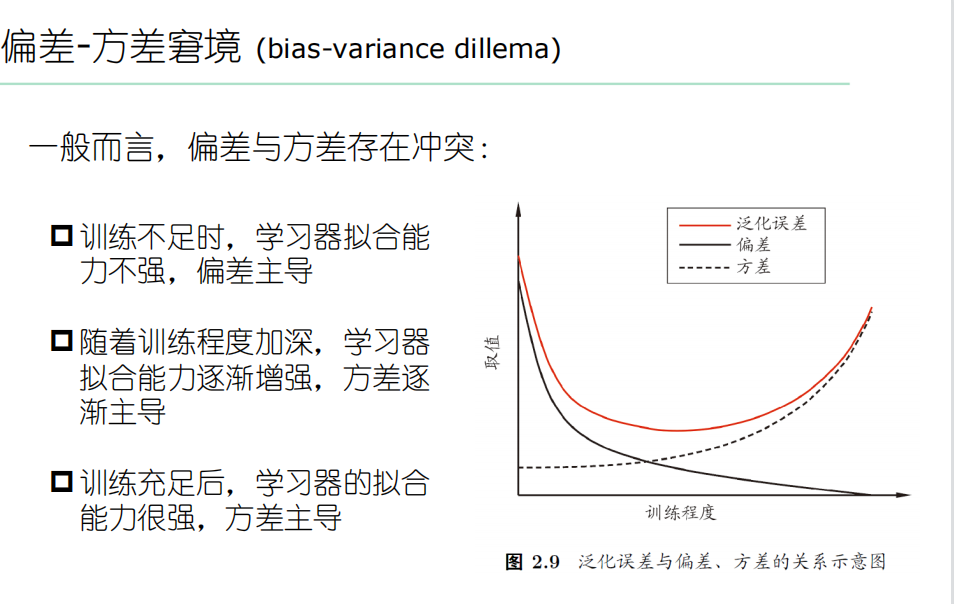 偏差-方差窘境 (bias-variance dillema)
一般而言，偏差与方差存在冲突:
训练不足时，学习器拟合能
力不强，偏差主导
随着训练程度加深，学习器
拟合能力逐渐增强，方差逐
渐主导
训练充足后，学习器的拟合
能力很强，方差主导
泛化误差
偏差
方差
取值
训练程度
图 2.9 泛化误差与偏差、方差的关系示意图